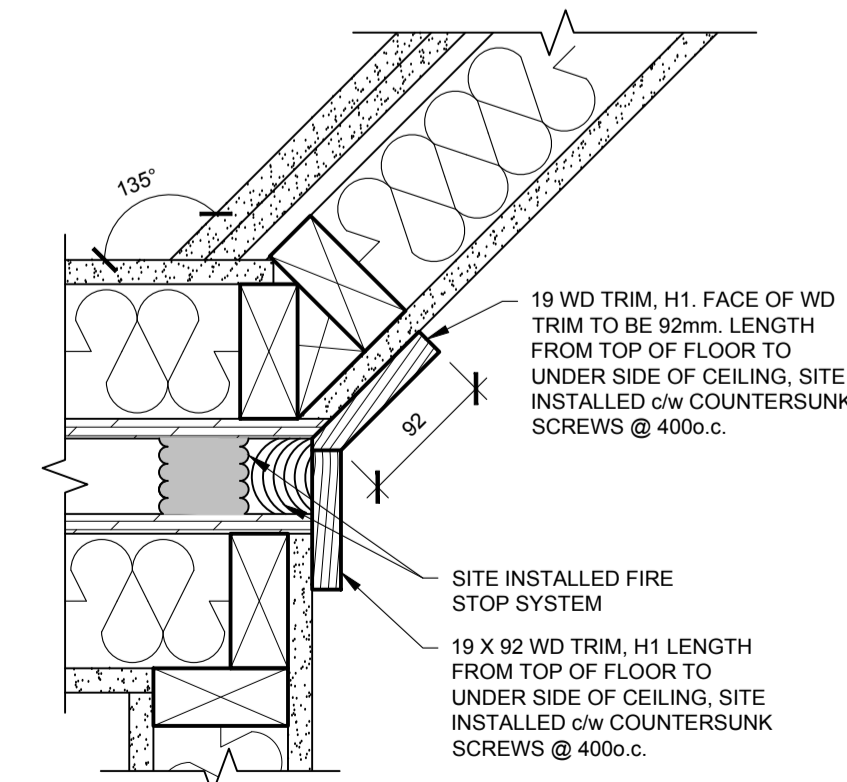 135°
19 WD TRIM, H1. FACE OF WD
TRIM TO BE 92mm. LENGTH
FROM TOP OF FLOOR TO
UNDER SIDE OF CEILING, SITE
INSTALLED c/w COUNTERSUNK
SCREWS @ 400o.c.
92
SITE INSTALLED FIRE
STOP SYSTEM
19 X 92 WD TRIM, H1 LENGTH
FROM TOP OF FLOOR TO
UNDER SIDE OF CEILING, SITE
INSTALLED c/w COUNTERSUNK
SCREWS @ 400o.c.